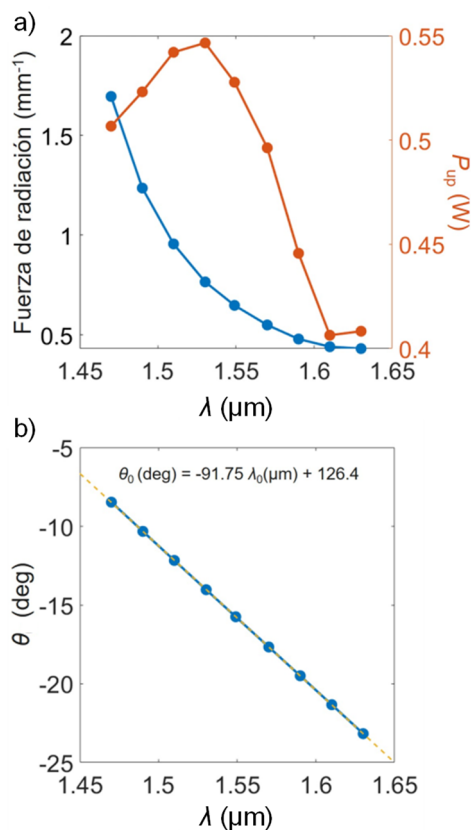 a)
2
1.5
1
0.5
Fuerza de radiación (mm-1)
0.55
0.5
0.45
0.4
Pup (W)
1.45 1.5 1.55 1.6 1.65
λ (μm)
b)
θ0 (deg) = -91.75 λ0(μm) + 126.4
-5
-10
-15
-20
-25
θ (deg)
1.45 1.5 1.55 1.6 1.65
λ (μm)